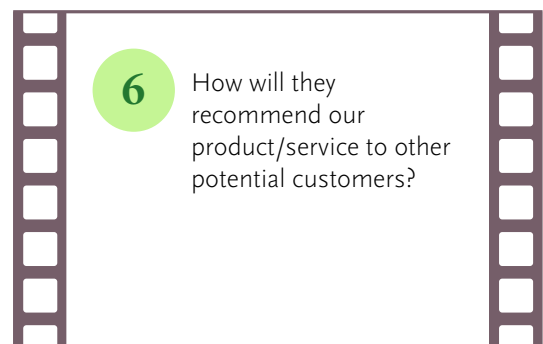 6
How will they
recommend our
product/service to other
potential customers?